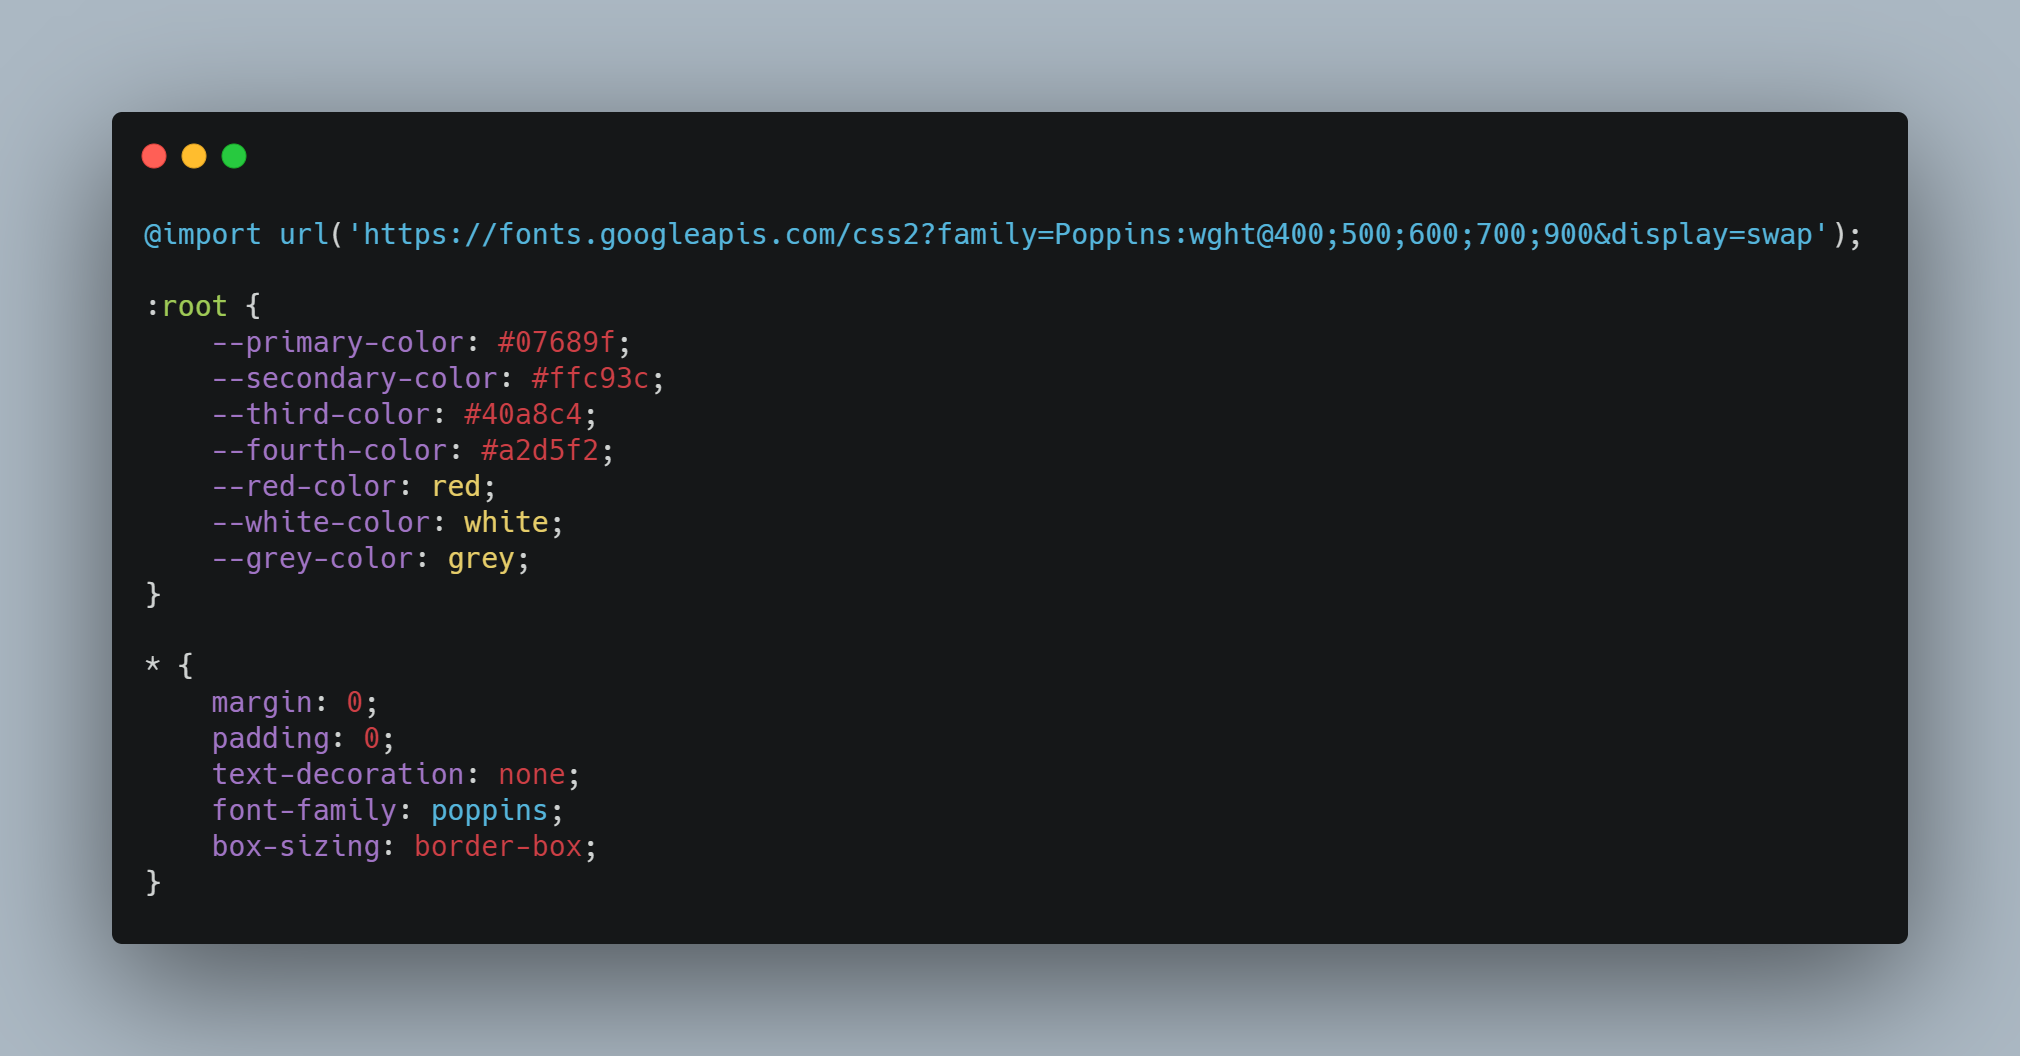 @import url('https://fonts.googleapis.com/css2?family=Poppins:wght@400;500;600;700;900&display=swap');
:root {
    --primary-color: #07689f;
    --secondary-color: #ffc93c;
    --third-color: #40a8c4;
    --fourth-color: #a2d5f2;
    --red-color: red;
    --white-color: white;
    --grey-color: grey;
}
* {
    margin: 0;
    padding: 0;
    text-decoration: none;
    font-family: poppins;
    box-sizing: border-box;
}